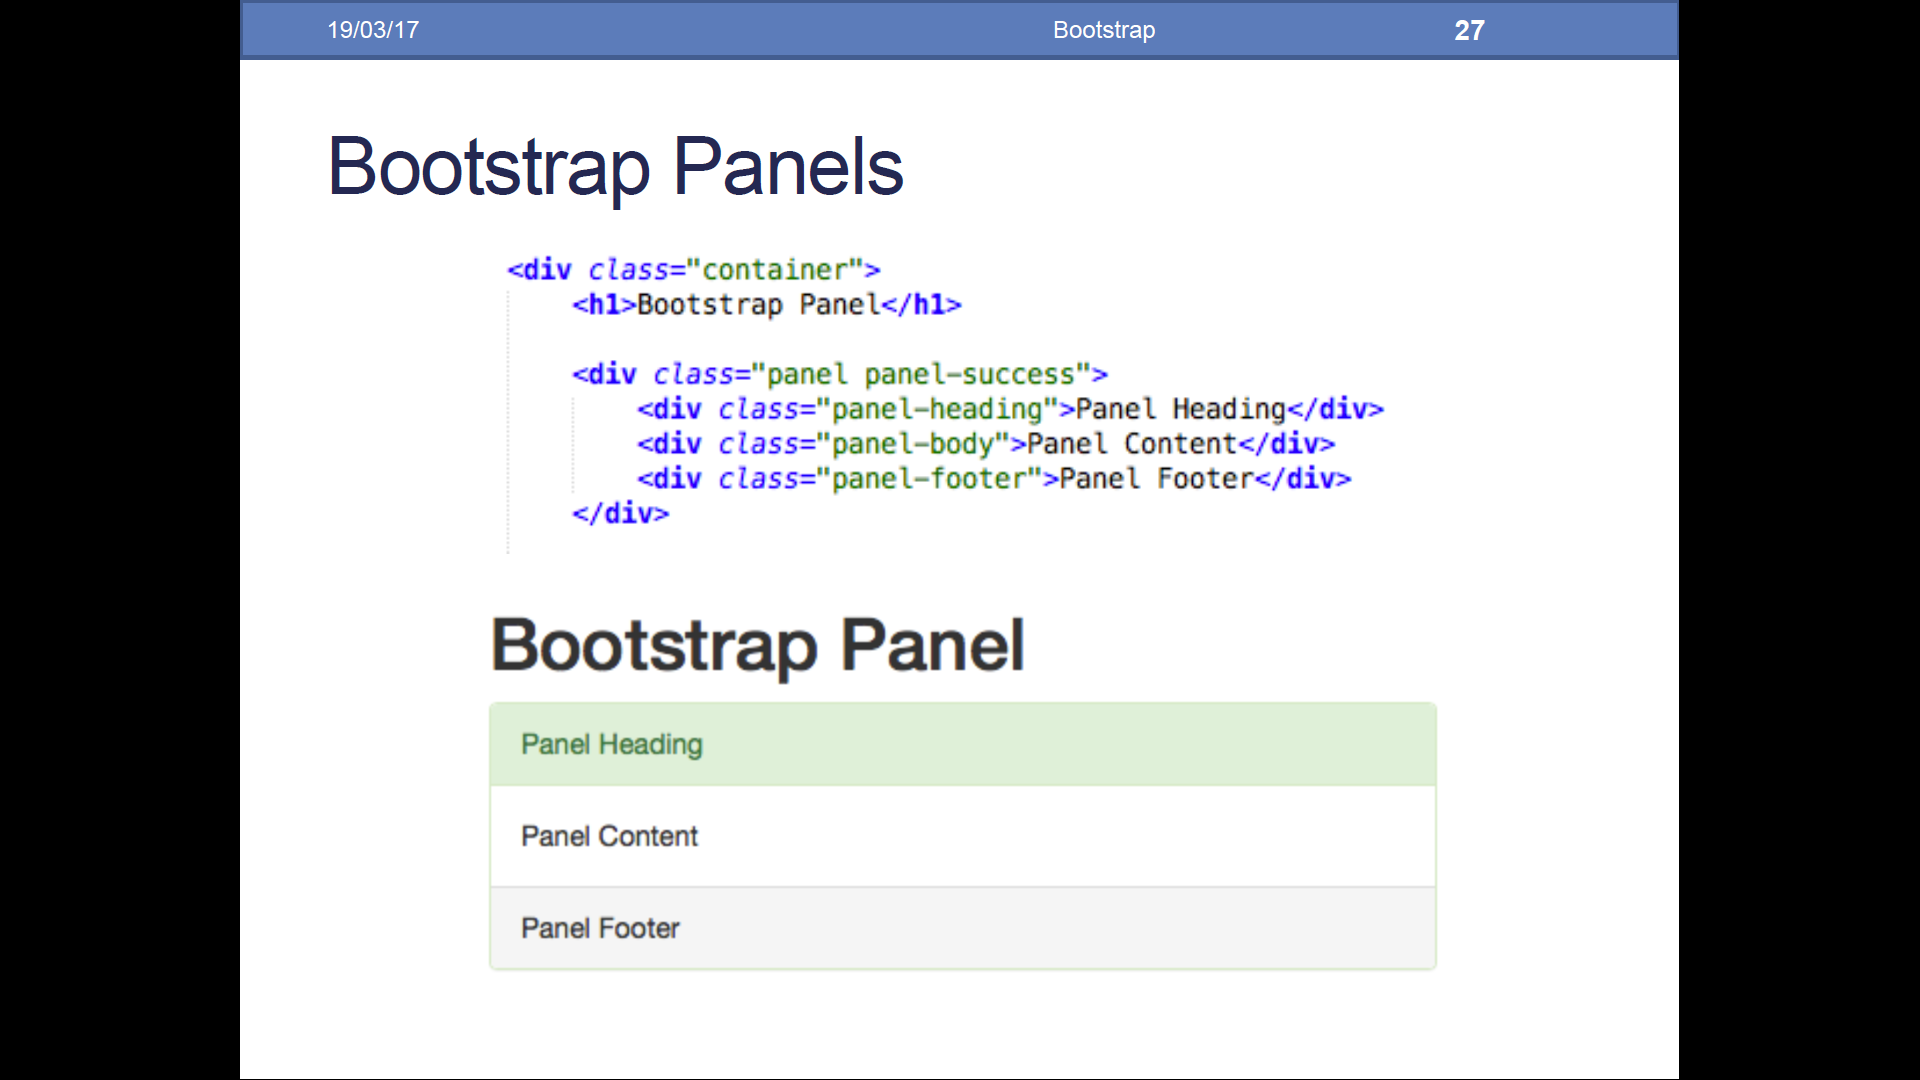 19/03/17 Bootstrap 27
Bootstrap Panels
<div class="container">
<h1>Bootstrap Panel</h1>
<div class="panel panel-success">
<div class="panel-heading">Panel Heading</div>
<div class="panel-body">Panel Content</div>
<div class="panel-footer">Panel Footer</div>
</div>
Bootstrap Panel
Panel Heading
Panel Content
Panel Footer